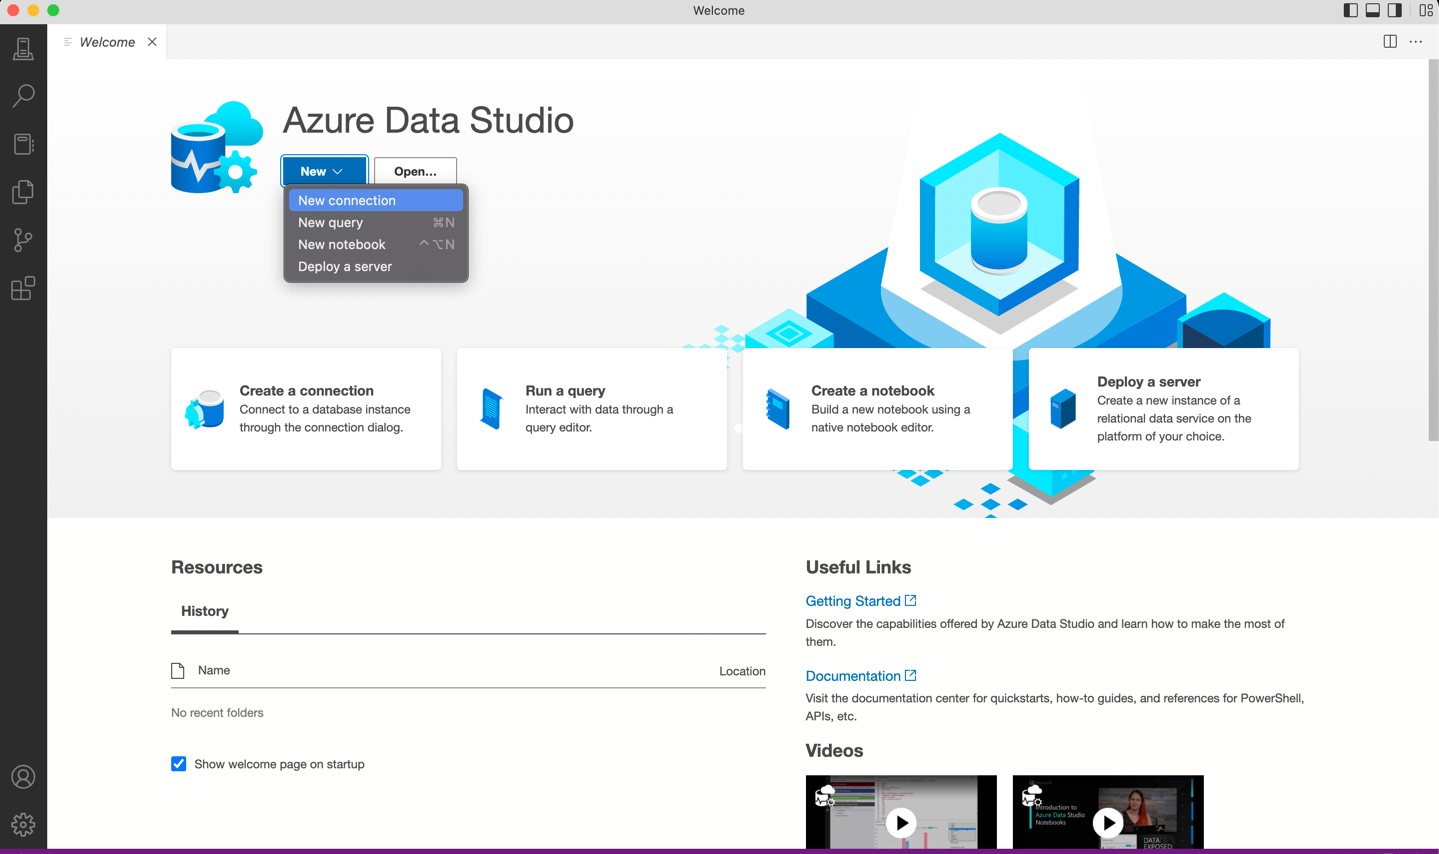 Welcome
Welcome
Azure Data Studio
New
Open...
New connection
New query ⌘N
New notebook ^⌥N
Deploy a server
Create a connection
Connect to a database instance
through the connection dialog.
Run a query
Interact with data through a
query editor.
Create a notebook
Build a new notebook using a
native notebook editor.
Deploy a server
Create a new instance of a
relational data service on the
platform of your choice.
Resources
History
Name Location
No recent folders
Show welcome page on startup
Useful Links
Getting Started
Discover the capabilities offered by Azure Data Studio and learn how to make the most of
them.
Documentation
Visit the documentation center for quickstarts, how-to guides, and references for PowerShell,
APIs, etc.
Videos
Introduction to
Azure Data Studio
Notebooks
DATA
EXPOSED